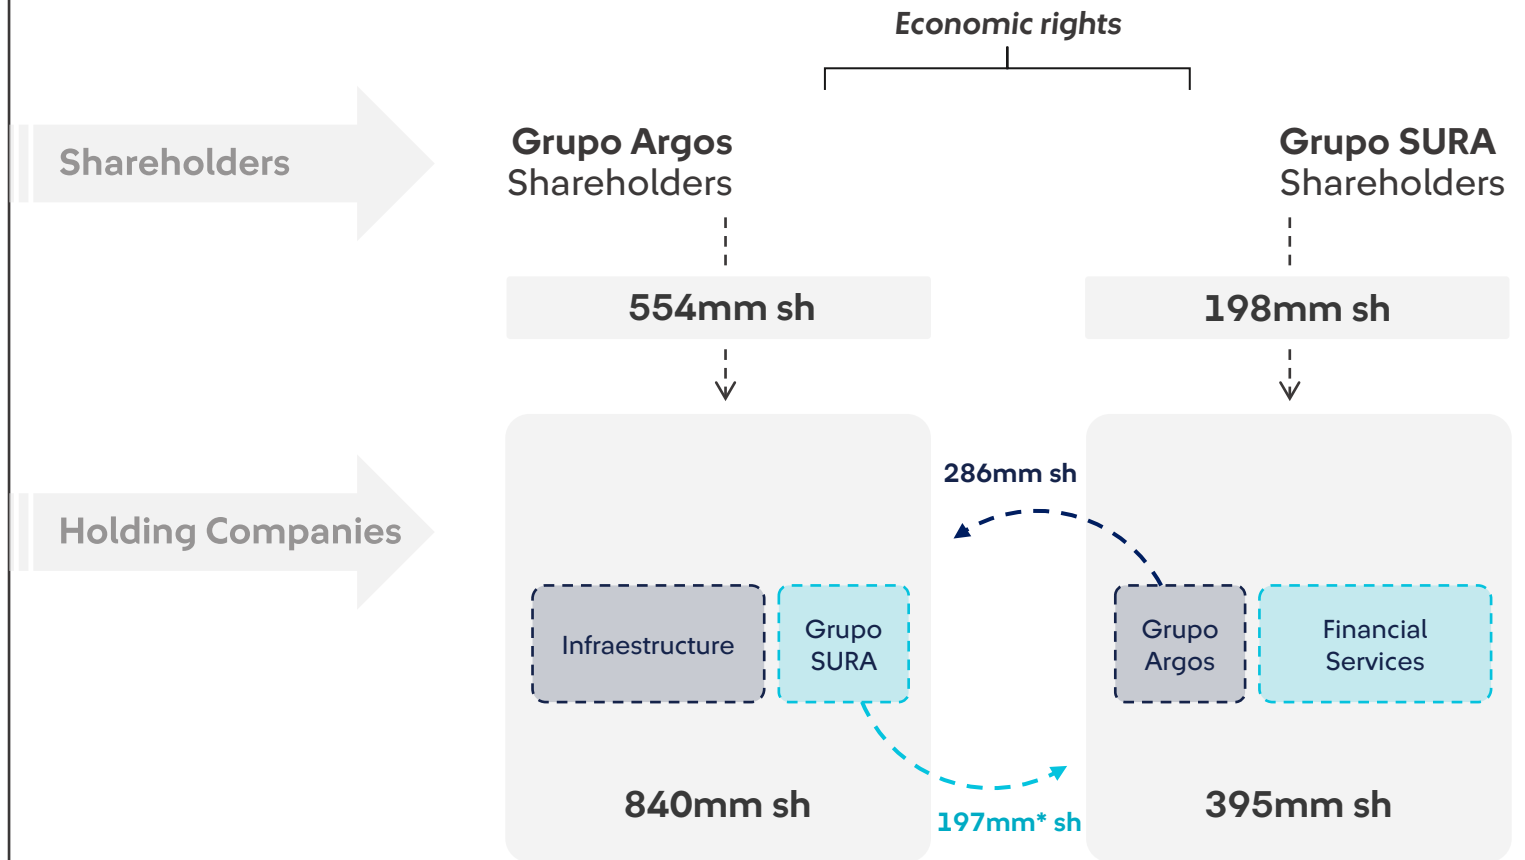 Economic rights
Shareholders
Grupo Argos
Shareholders
Grupo SURA
Shareholders
554mm sh
198mm sh
Holding Companies
286mm sh
Infraestructure
Grupo
SURA
Grupo
Argos
Financial
Services
840mm sh
197mm* sh
395mm sh